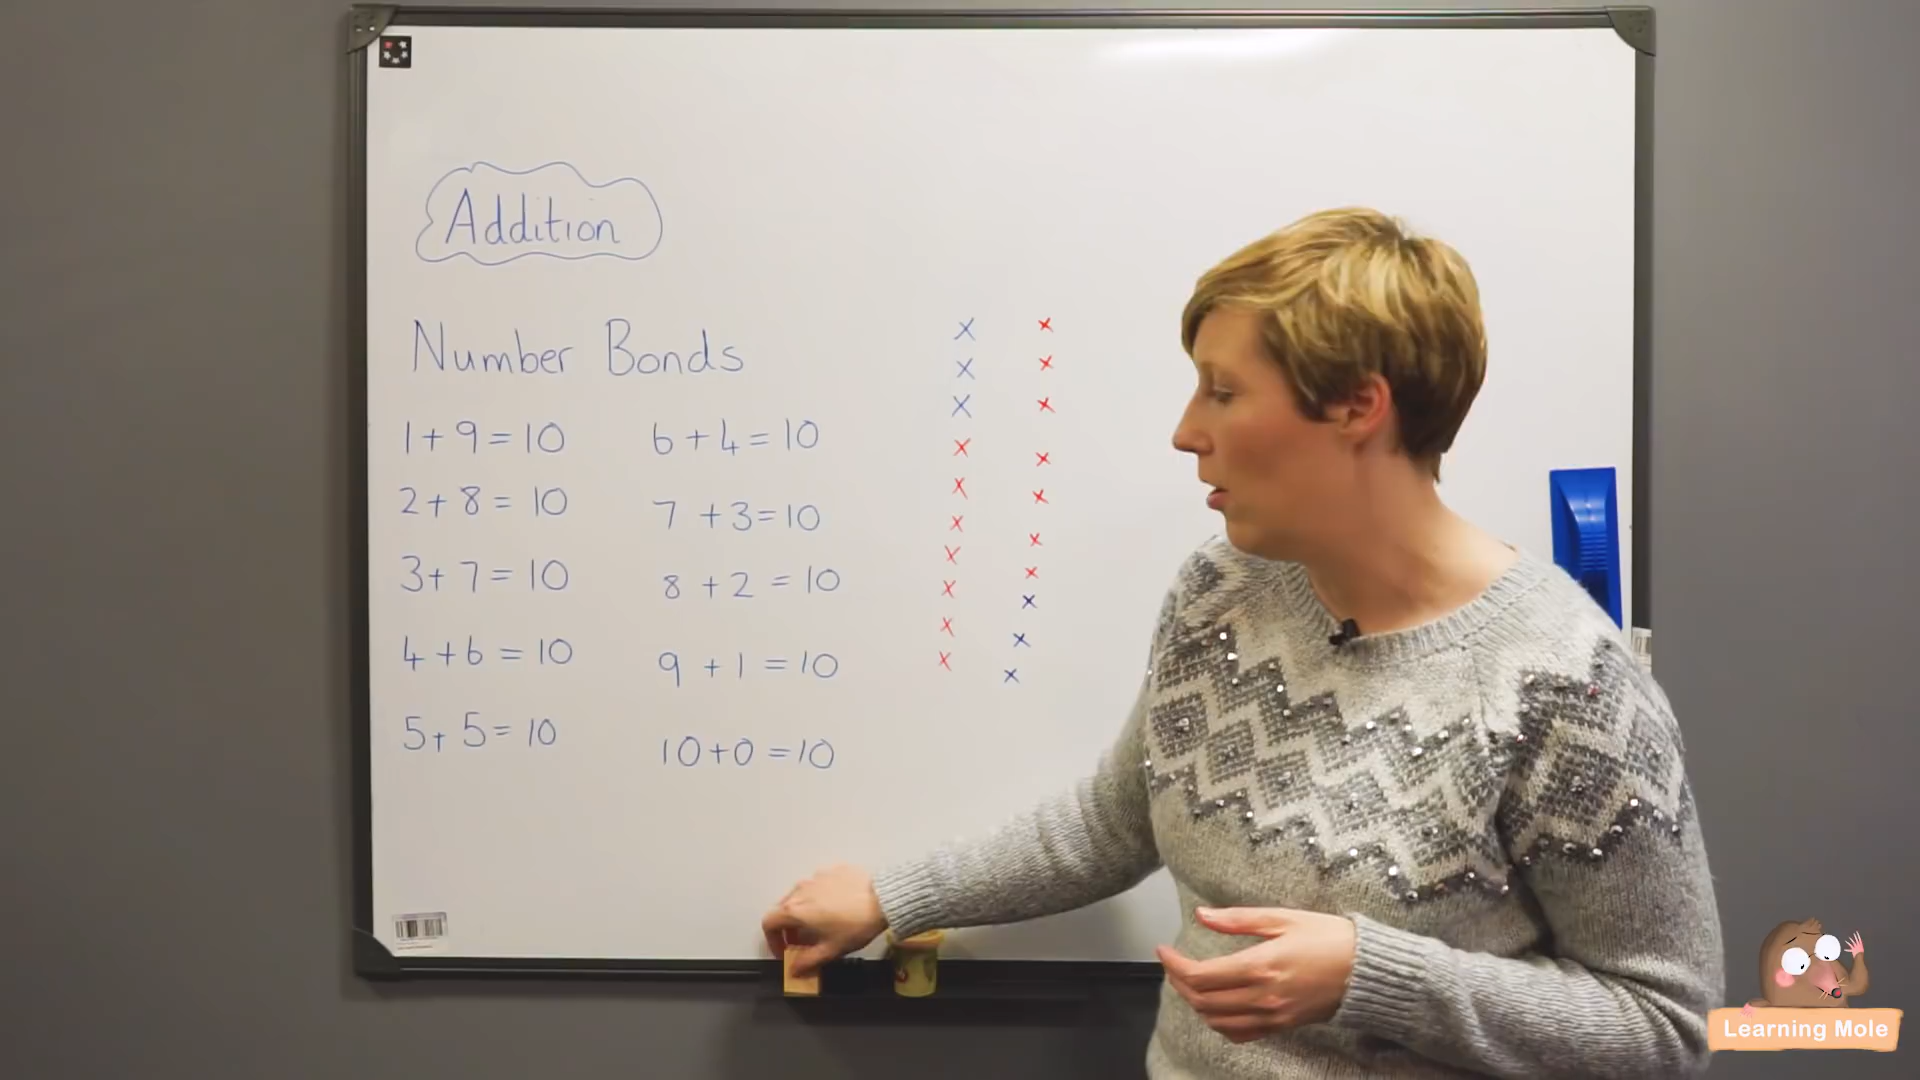 Addition
Number Bonds
1 + 9 = 10
2 + 8 = 10
3 + 7 = 10
4 + 6 = 10
5 + 5 = 10
6 + 4 = 10
7 + 3 = 10
8 + 2 = 10
9 + 1 = 10
10 + 0 = 10
x x
x x
x x
x x
x x
x x
x x
x x
x x
x x
Learning Mole